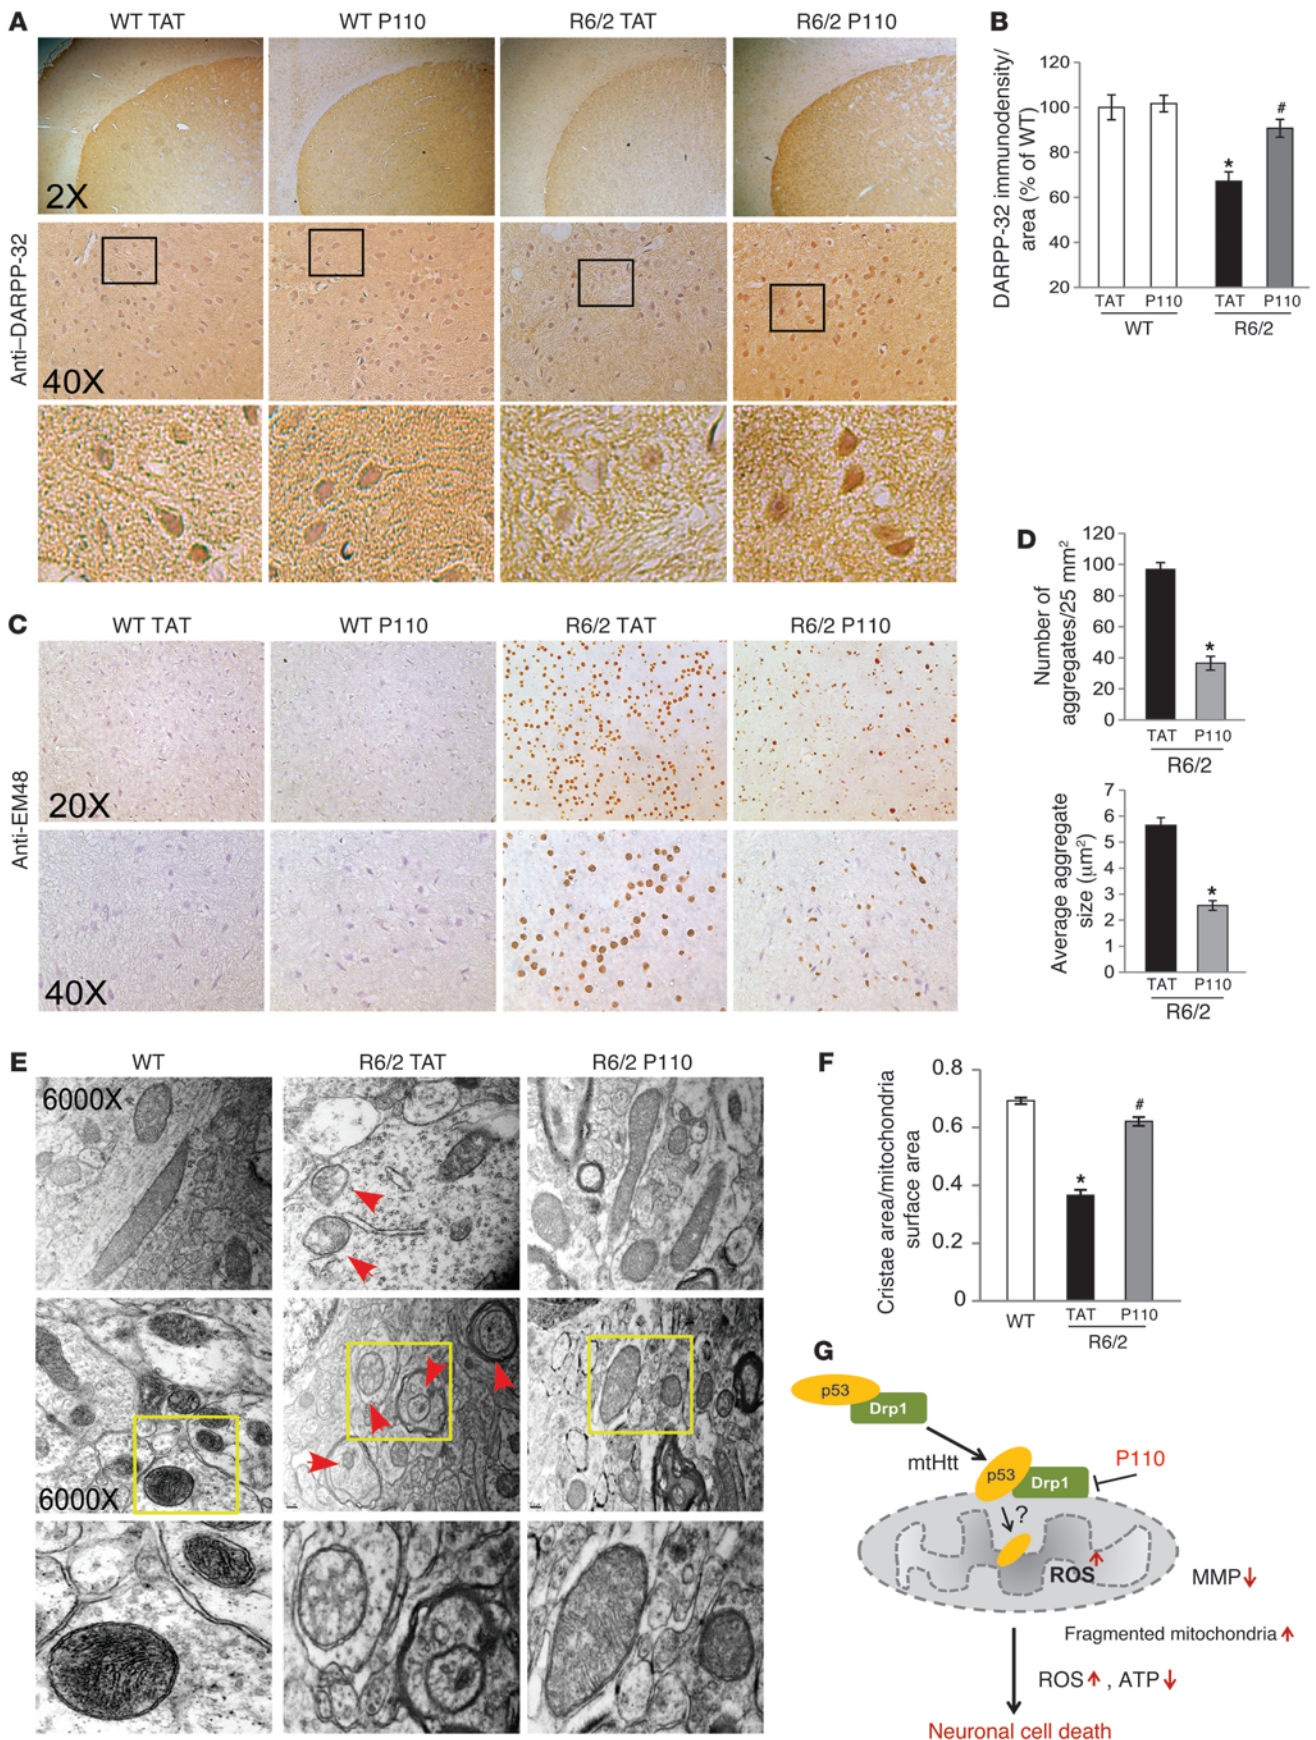 A
WT TAT
WT P110
R6/2 TAT
R6/2 P110
2X
Anti–DARPP-32
40X
B
DARPP-32 immunodensity/
area (% of WT)
120
100
80
60
40
20
*
#
TAT
P110
TAT
P110
WT
R6/2
C
WT TAT
WT P110
R6/2 TAT
R6/2 P110
Anti-EM48
20X
40X
D
Number of
aggregates/25 mm²
120
100
80
60
40
20
0
*
TAT
P110
R6/2
Average aggregate
size (µm²)
7
6
5
4
3
2
1
0
*
TAT
P110
R6/2
E
WT
R6/2 TAT
R6/2 P110
6000X
6000X
F
Cristae area/mitochondria
surface area
0.8
0.6
0.4
0.2
0
*
#
WT
TAT
P110
R6/2
G
p53
Drp1
mtHtt
p53
Drp1
P110
?
ROS
MMP
Fragmented mitochondria
ROS , ATP
Neuronal cell death